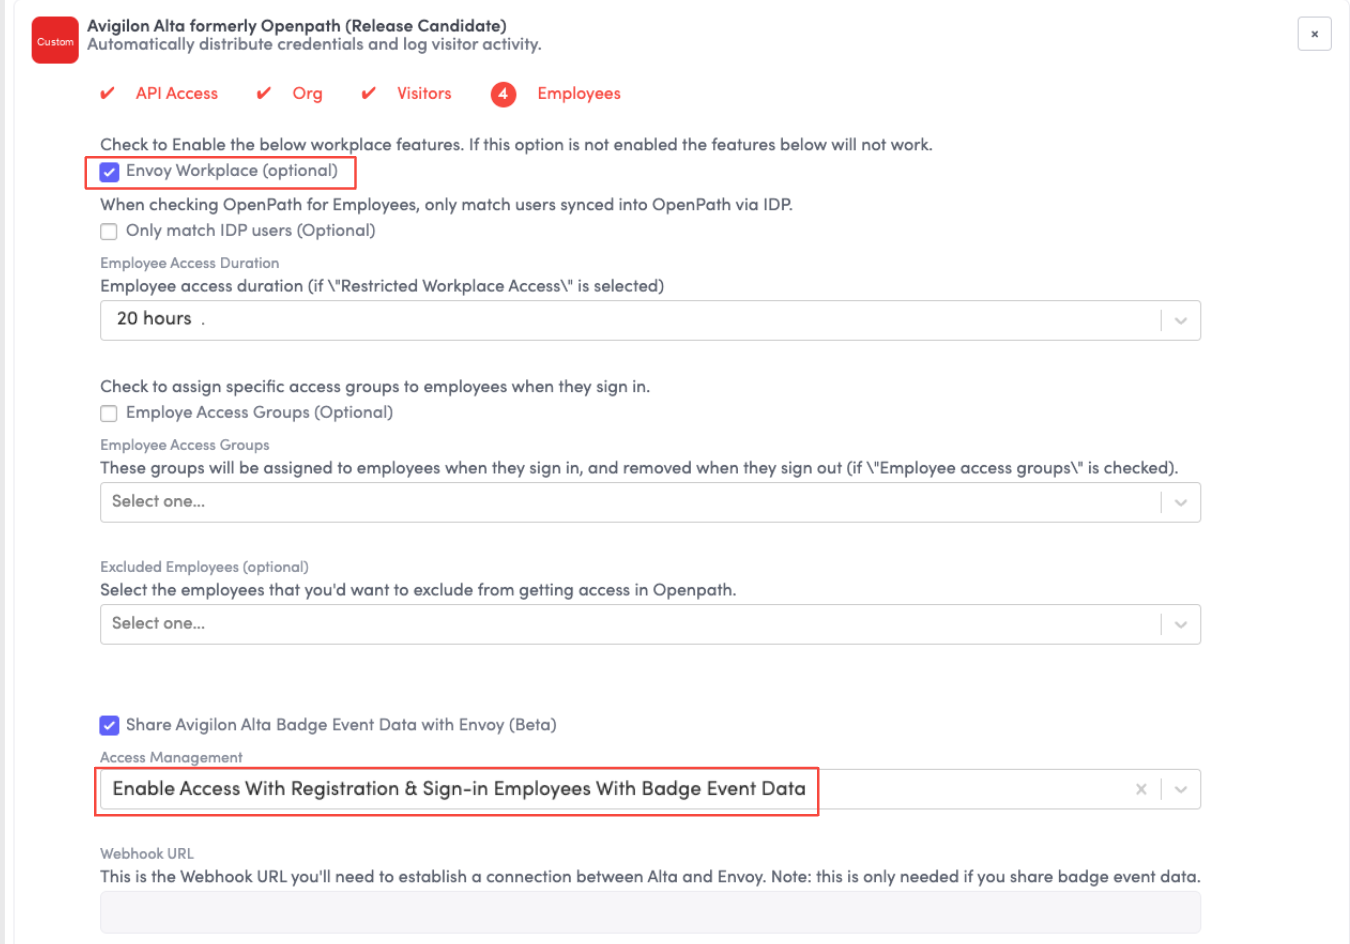 Custom
Avigilon Alta formerly Openpath (Release Candidate)
Automatically distribute credentials and log visitor activity.
×
✔ API Access ✔ Org ✔ Visitors 4 Employees
Check to Enable the below workplace features. If this option is not enabled the features below will not work.
Envoy Workplace (optional)
When checking OpenPath for Employees, only match users synced into OpenPath via IDP.
Only match IDP users (Optional)
Employee Access Duration
Employee access duration (if \"Restricted Workplace Access\" is selected)
20 hours .
Check to assign specific access groups to employees when they sign in.
Employe Access Groups (Optional)
Employee Access Groups
These groups will be assigned to employees when they sign in, and removed when they sign out (if \"Employee access groups\" is checked).
Select one...
Excluded Employees (optional)
Select the employees that you'd want to exclude from getting access in Openpath.
Select one...
Share Avigilon Alta Badge Event Data with Envoy (Beta)
Access Management
Enable Access With Registration & Sign-in Employees With Badge Event Data ×
Webhook URL
This is the Webhook URL you'll need to establish a connection between Alta and Envoy. Note: this is only needed if you share badge event data.